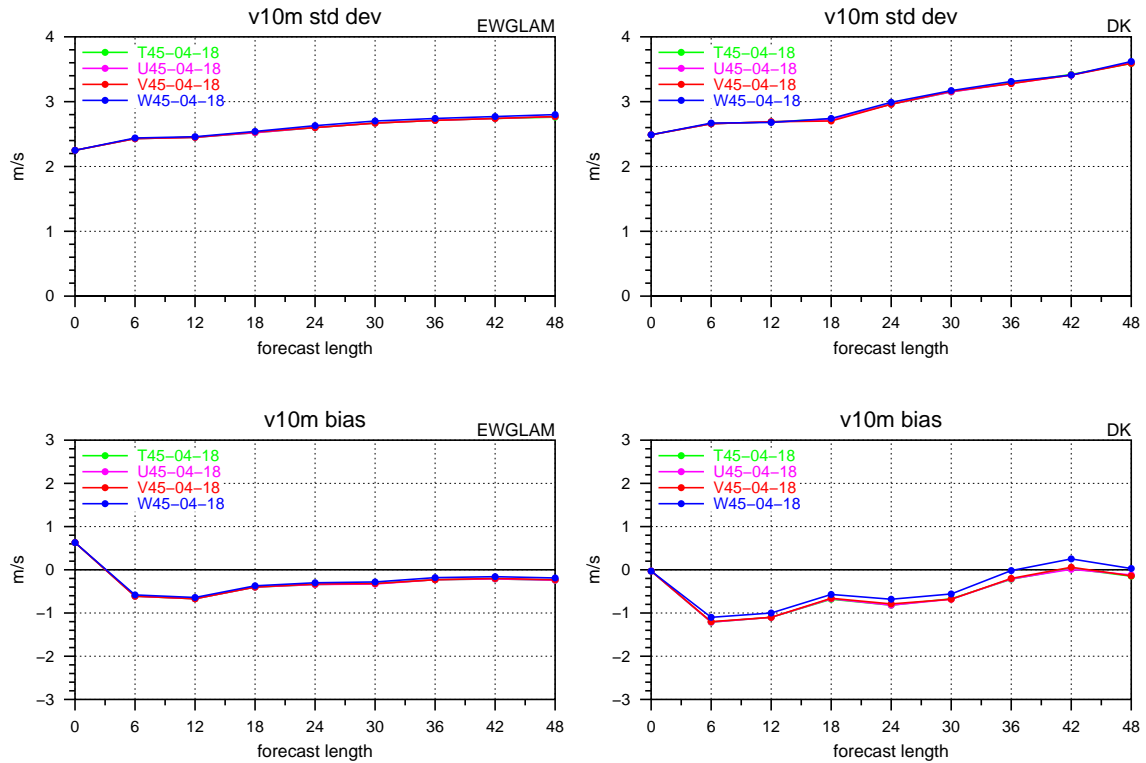 v10m std dev
EWGLAM
T45−04−18
U45−04−18
V45−04−18
W45−04−18
4
3
2
1
0
m/s
0 6 12 18 24 30 36 42 48
forecast length
v10m std dev
DK
T45−04−18
U45−04−18
V45−04−18
W45−04−18
4
3
2
1
0
m/s
0 6 12 18 24 30 36 42 48
forecast length
v10m bias
EWGLAM
T45−04−18
U45−04−18
V45−04−18
W45−04−18
3
2
1
0
−1
−2
−3
m/s
0 6 12 18 24 30 36 42 48
forecast length
v10m bias
DK
T45−04−18
U45−04−18
V45−04−18
W45−04−18
3
2
1
0
−1
−2
−3
m/s
0 6 12 18 24 30 36 42 48
forecast length